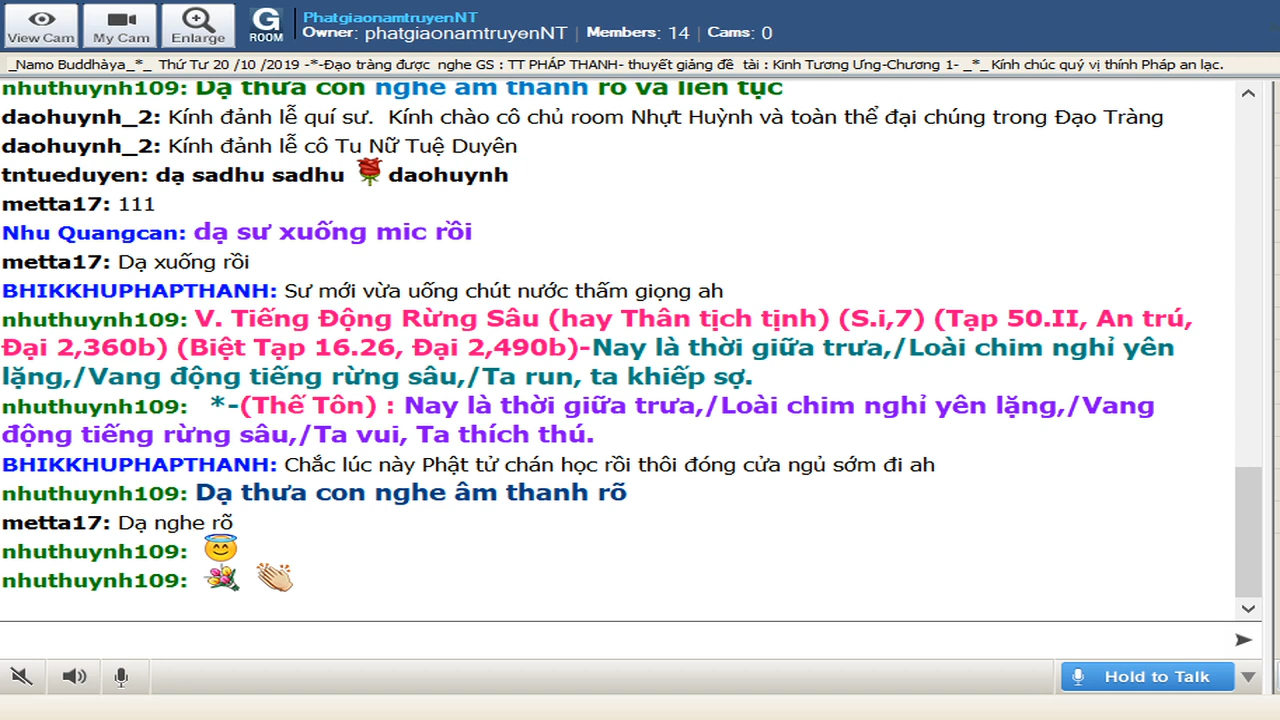 View Cam
My Cam
Enlarge
G
ROOM
PhatgiaonamtruyenNT
Owner: phatgiaonamtruyenNT | Members: 14 | Cams: 0
_Namo Buddhàya_*_ Thứ Tư 20 /10 /2019 -*-Đạo tràng được nghe GS : TT PHÁP THANH- thuyết giảng đề tài : Kinh Tương Ưng-Chương 1- _*_ Kính chúc quý vị thính Pháp an lạc.
nhuthuynh109: Dạ thưa con nghe âm thanh rõ và liên tục
daohuynh_2: Kính đảnh lễ quí sư. Kính chào cô chủ room Nhựt Huỳnh và toàn thể đại chúng trong Đạo Tràng
daohuynh_2: Kính đảnh lễ cô Tu Nữ Tuệ Duyên
tntueduyen: dạ sadhu sadhu 🌹 daohuynh
metta17: 111
Nhu Quangcan: dạ sư xuống mic rồi
metta17: Dạ xuống rồi
BHIKKHUPHAPTHANH: Sư mới vừa uống chút nước thấm giọng ah
nhuthuynh109: V. Tiếng Động Rừng Sâu (hay Thân tịch tịnh) (S.i,7) (Tạp 50.II, An trú,
Đại 2,360b) (Biệt Tạp 16.26, Đại 2,490b)-Nay là thời giữa trưa,/Loài chim nghỉ yên
lặng,/Vang động tiếng rừng sâu,/Ta run, ta khiếp sợ.
nhuthuynh109: *-(Thế Tôn) : Nay là thời giữa trưa,/Loài chim nghỉ yên lặng,/Vang
động tiếng rừng sâu,/Ta vui, Ta thích thú.
BHIKKHUPHAPTHANH: Chắc lúc này Phật tử chán học rồi thôi đóng cửa ngủ sớm đi ah
nhuthuynh109: Dạ thưa con nghe âm thanh rõ
metta17: Dạ nghe rõ
nhuthuynh109: 😇
nhuthuynh109: 💐 👏
Hold to Talk